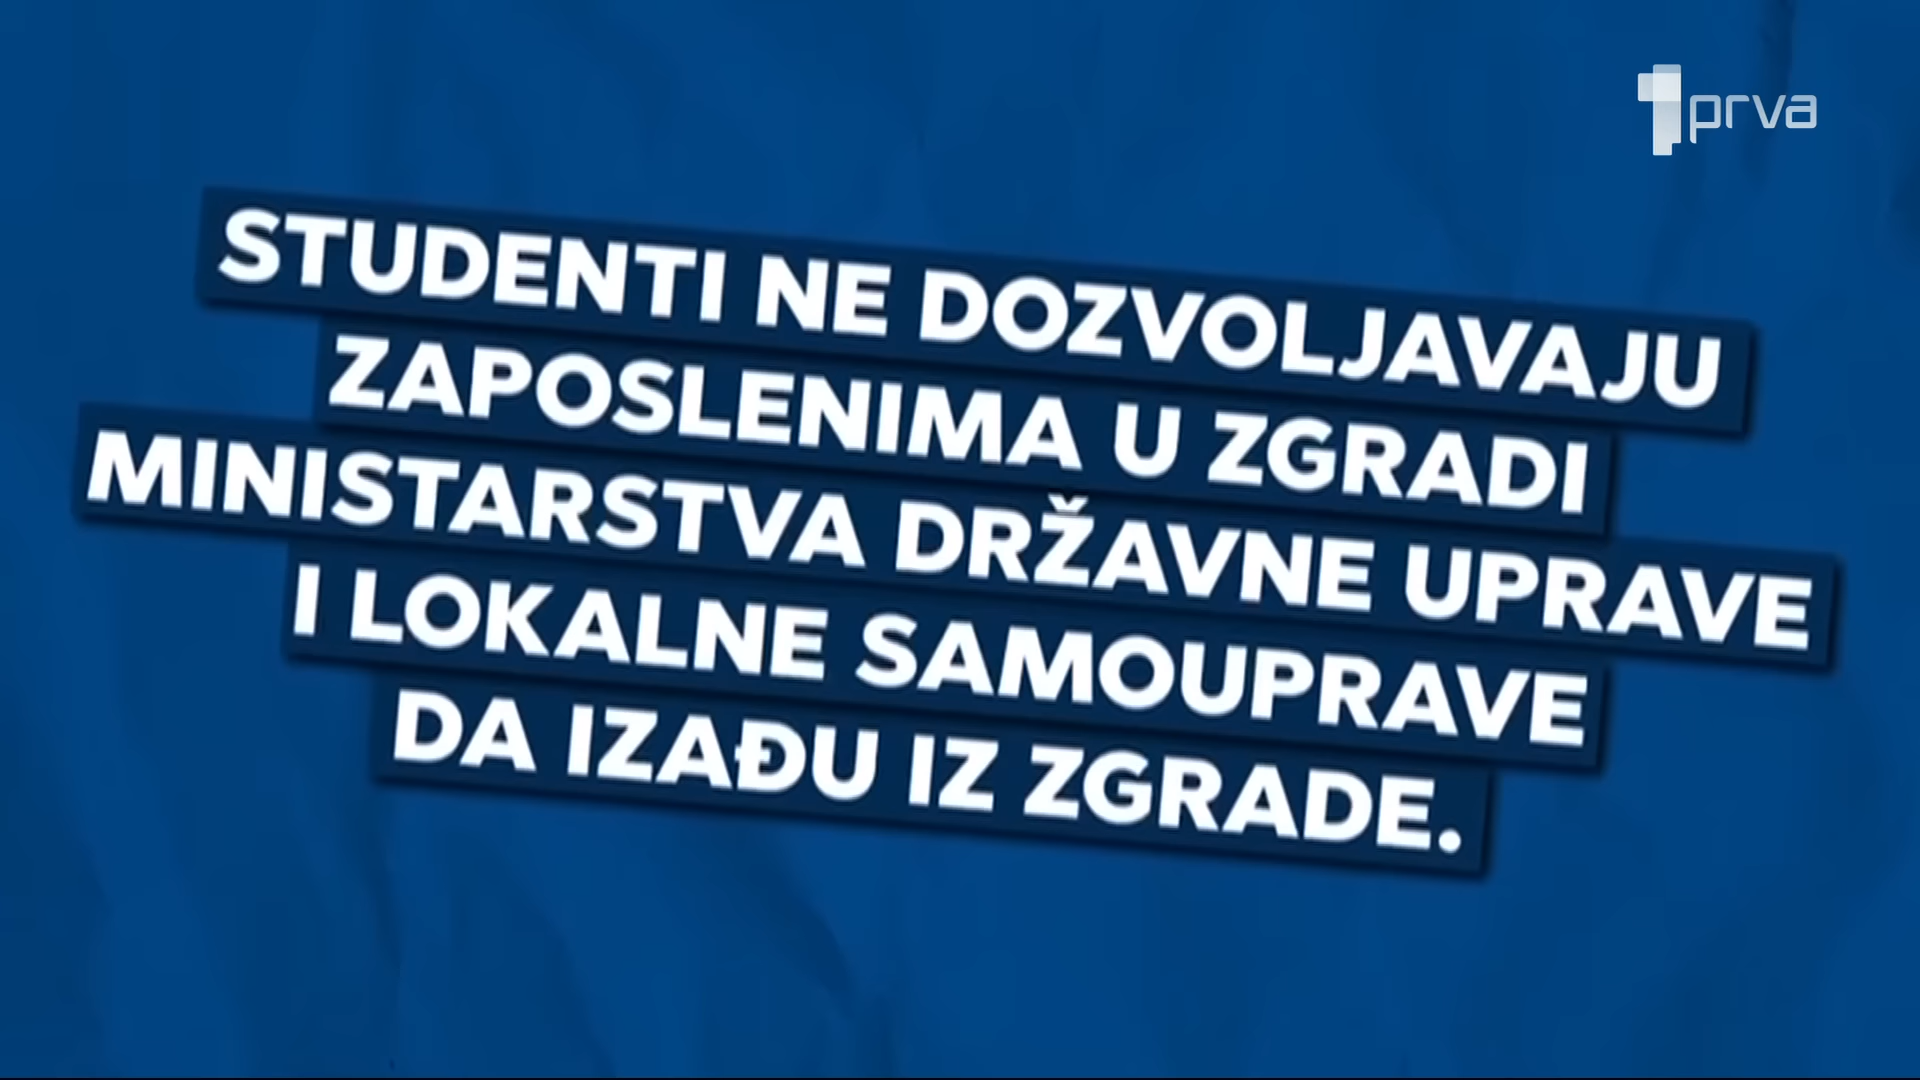 prva
STUDENTI NE DOZVOLJAVAJU
ZAPOSLENIMA U ZGRADI
MINISTARSTVA DRŽAVNE UPRAVE
I LOKALNE SAMOUPRAVE
DA IZAĐU IZ ZGRADE.